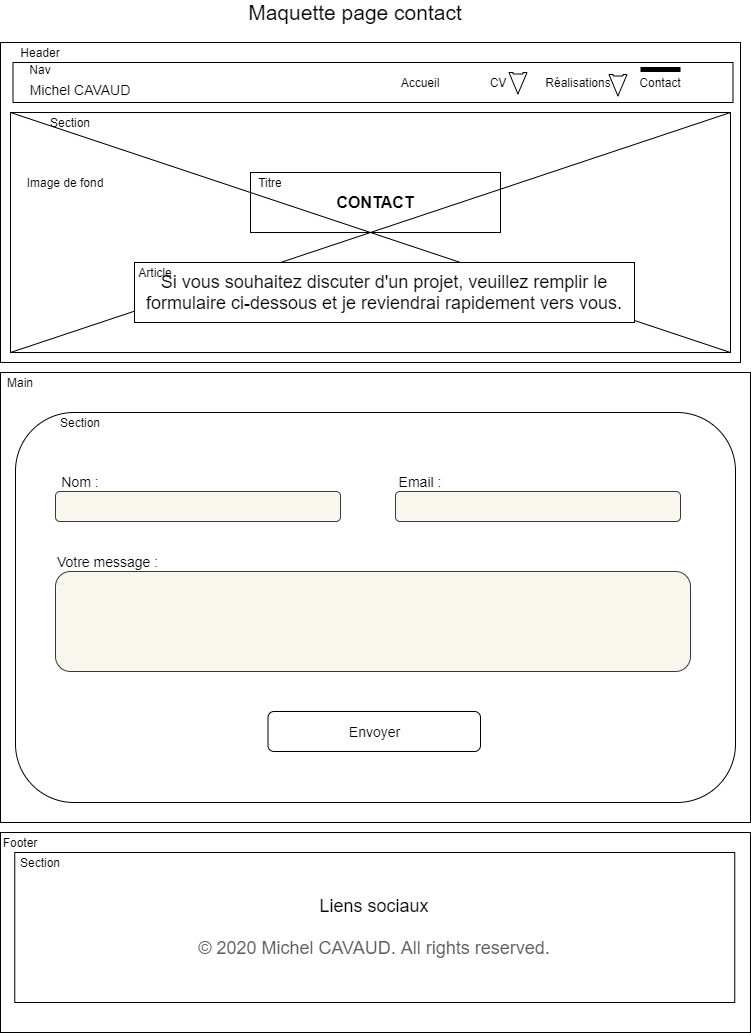 Maquette page contact
Header
Nav
Michel CAVAUD
Accueil
CV
Réalisations
Contact
Section
Image de fond
Titre
CONTACT
Article
Si vous souhaitez discuter d'un projet, veuillez remplir le
formulaire ci-dessous et je reviendrai rapidement vers vous.
Main
Section
Nom :
Email :
Votre message :
Envoyer
Footer
Section
Liens sociaux
© 2020 Michel CAVAUD. All rights reserved.